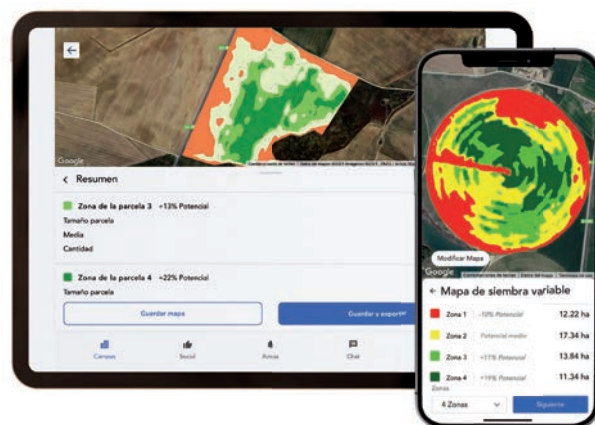 Google
Resumen
Zona de la parcela 3 +13% Potencial
Tamaño parcela
Media
Cantidad
Zona de la parcela 4 +22% Potencial
Tamaño parcela
Guardar mapa
Guardar y exportar
Campos
Social
Chat
Modificar Mapa
Google
Mapa de siembra variable
Zona 1 -10% Potencial 12.22 ha
Zona 2 Potencial medio 17.34 ha
Zona 3 +11% Potencial 13.84 ha
Zona 4 +19% Potencial 11.34 ha
Zonas
4 Zonas
Siguiente